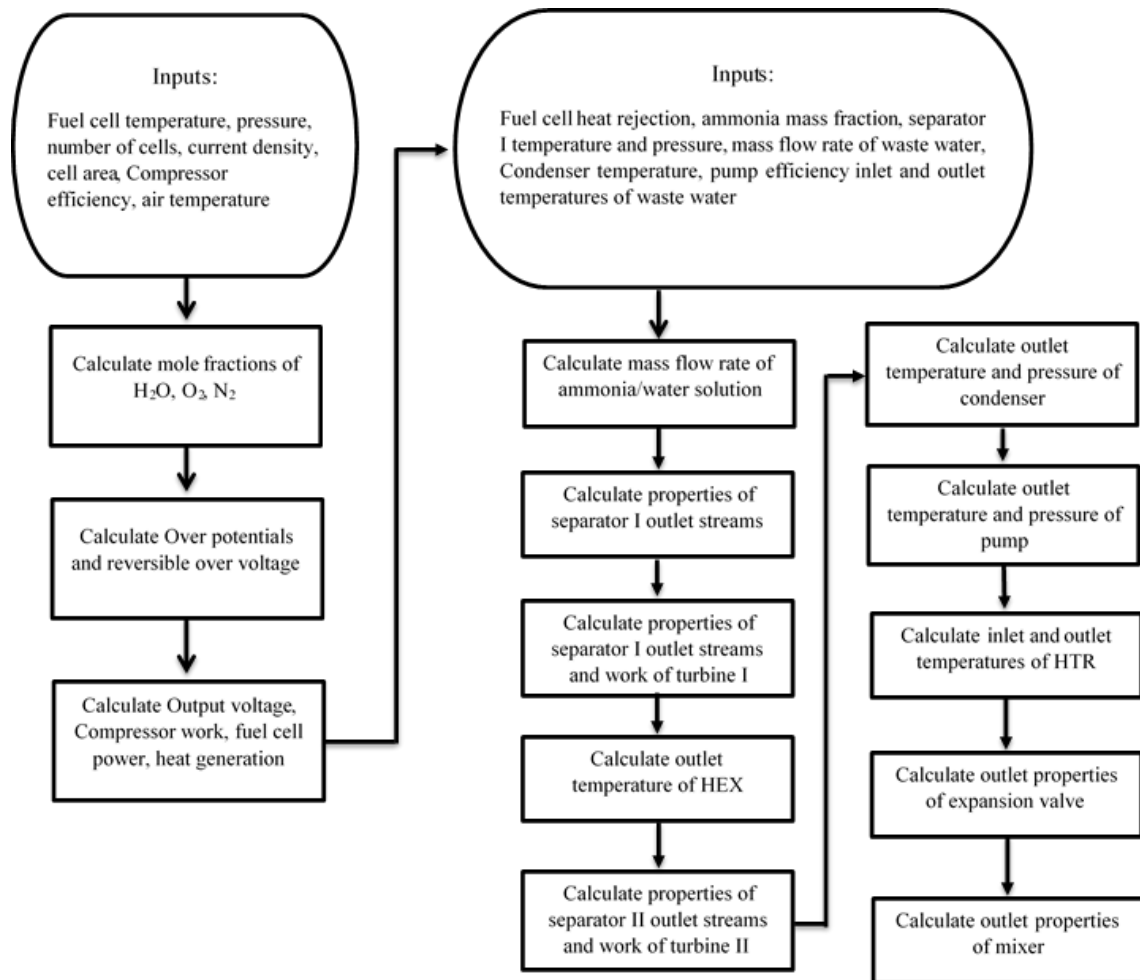 Inputs:
Fuel cell temperature, pressure,
number of cells, current density,
cell area, Compressor
efficiency, air temperature
Calculate mole fractions of
H₂O, O₂, N₂
Calculate Over potentials
and reversible over voltage
Calculate Output voltage,
Compressor work, fuel cell
power, heat generation
Inputs:
Fuel cell heat rejection, ammonia mass fraction, separator
I temperature and pressure, mass flow rate of waste water,
Condenser temperature, pump efficiency inlet and outlet
temperatures of waste water
Calculate mass flow rate of
ammonia/water solution
Calculate properties of
separator I outlet streams
Calculate properties of
separator I outlet streams
and work of turbine I
Calculate outlet
temperature of HEX
Calculate properties of
separator II outlet streams
and work of turbine II
Calculate outlet
temperature and pressure of
condenser
Calculate outlet
temperature and pressure of
pump
Calculate inlet and outlet
temperatures of HTR
Calculate outlet properties
of expansion valve
Calculate outlet properties
of mixer